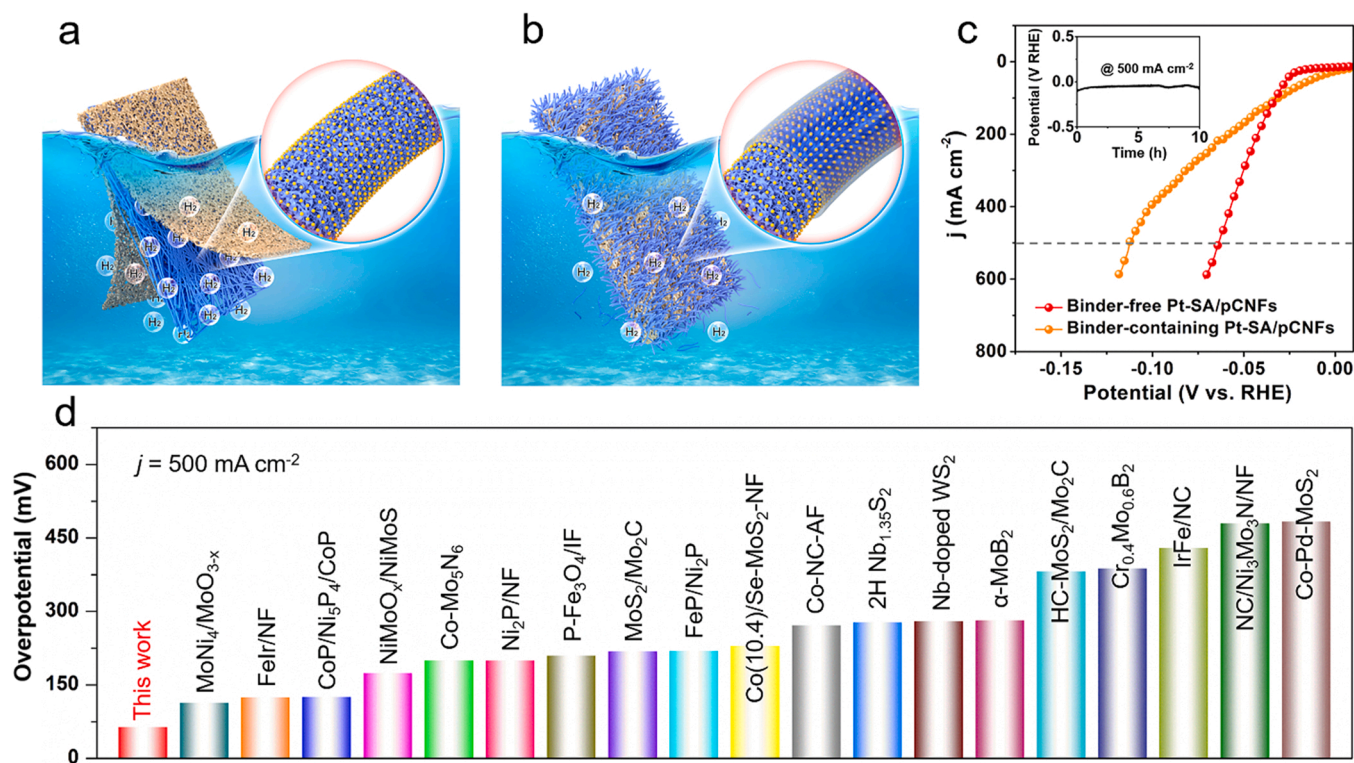 a
H₂ H₂ H₂ H₂ H₂ H₂ H₂ H₂ H₂ H₂ H₂ H₂ H₂ H₂ H₂
b
H₂ H₂ H₂ H₂ H₂ H₂ H₂ H₂
c
0.5
0.0
-0.5
Potential (V RHE)
@ 500 mA cm⁻²
0 5 10
Time (h)
0
200
400
600
800
j (mA cm⁻²)
Binder-free Pt-SA/pCNFs
Binder-containing Pt-SA/pCNFs
-0.15 -0.10 -0.05 0.00
Potential (V vs. RHE)
d
Overpotential (mV)
600
450
300
150
0
j = 500 mA cm⁻²
This work
MoNi₄/MoO₃₋ₓ
FeIr/NF
CoP/Ni₅P₄/CoP
NiMoOₓ/NiMoS
Co-Mo₅N₆
Ni₂P/NF
P-Fe₃O₄/IF
MoS₂/Mo₂C
FeP/Ni₂P
Co(10.4)/Se-MoS₂-NF
Co-NC-AF
2H Nb₁.₃₅S₂
Nb-doped WS₂
α-MoB₂
HC-MoS₂/Mo₂C
Cr₀.₄Mo₀.₆B₂
IrFe/NC
NC/Ni₃Mo₃N/NF
Co-Pd-MoS₂